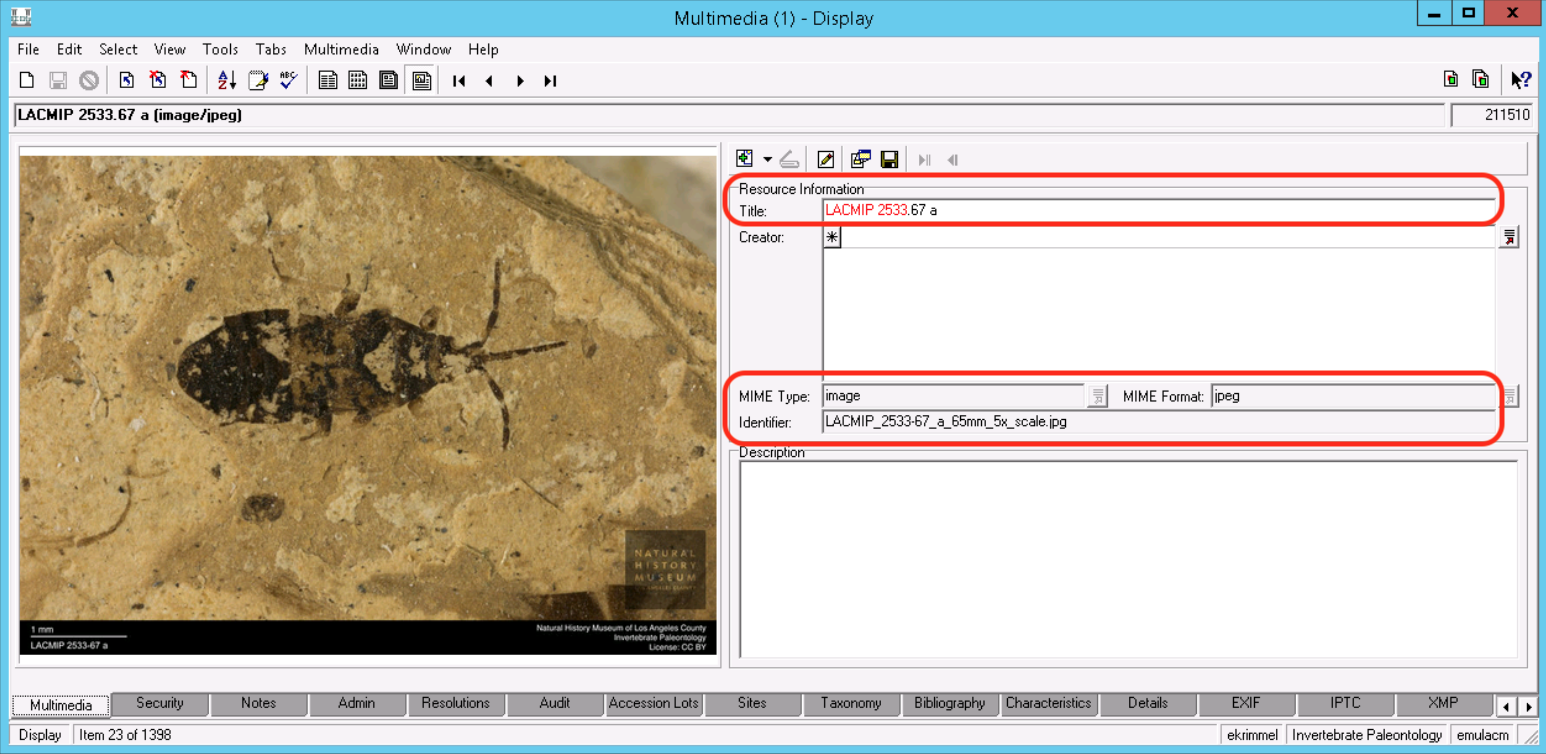 Multimedia (1) - Display
File Edit Select View Tools Tabs Multimedia Window Help
LACMIP 2533.67 a (image/jpeg)
211510
Resource Information
Title: LACMIP 2533.67 a
Creator:
MIME Type: image MIME Format: jpeg
Identifier: LACMIP_2533-67_a_65mm_5x_scale.jpg
Description
NATURAL
HISTORY
MUSEUM
1 mm
LACMIP 2533-67 a
Natural History Museum of Los Angeles County
Invertebrate Paleontology
License: CC BY
Multimedia Security Notes Admin Resolutions Audit Accession Lots Sites Taxonomy Bibliography Characteristics Details EXIF IPTC XMP
Display Item 23 of 1398 ekrimmel Invertebrate Paleontology emulacm